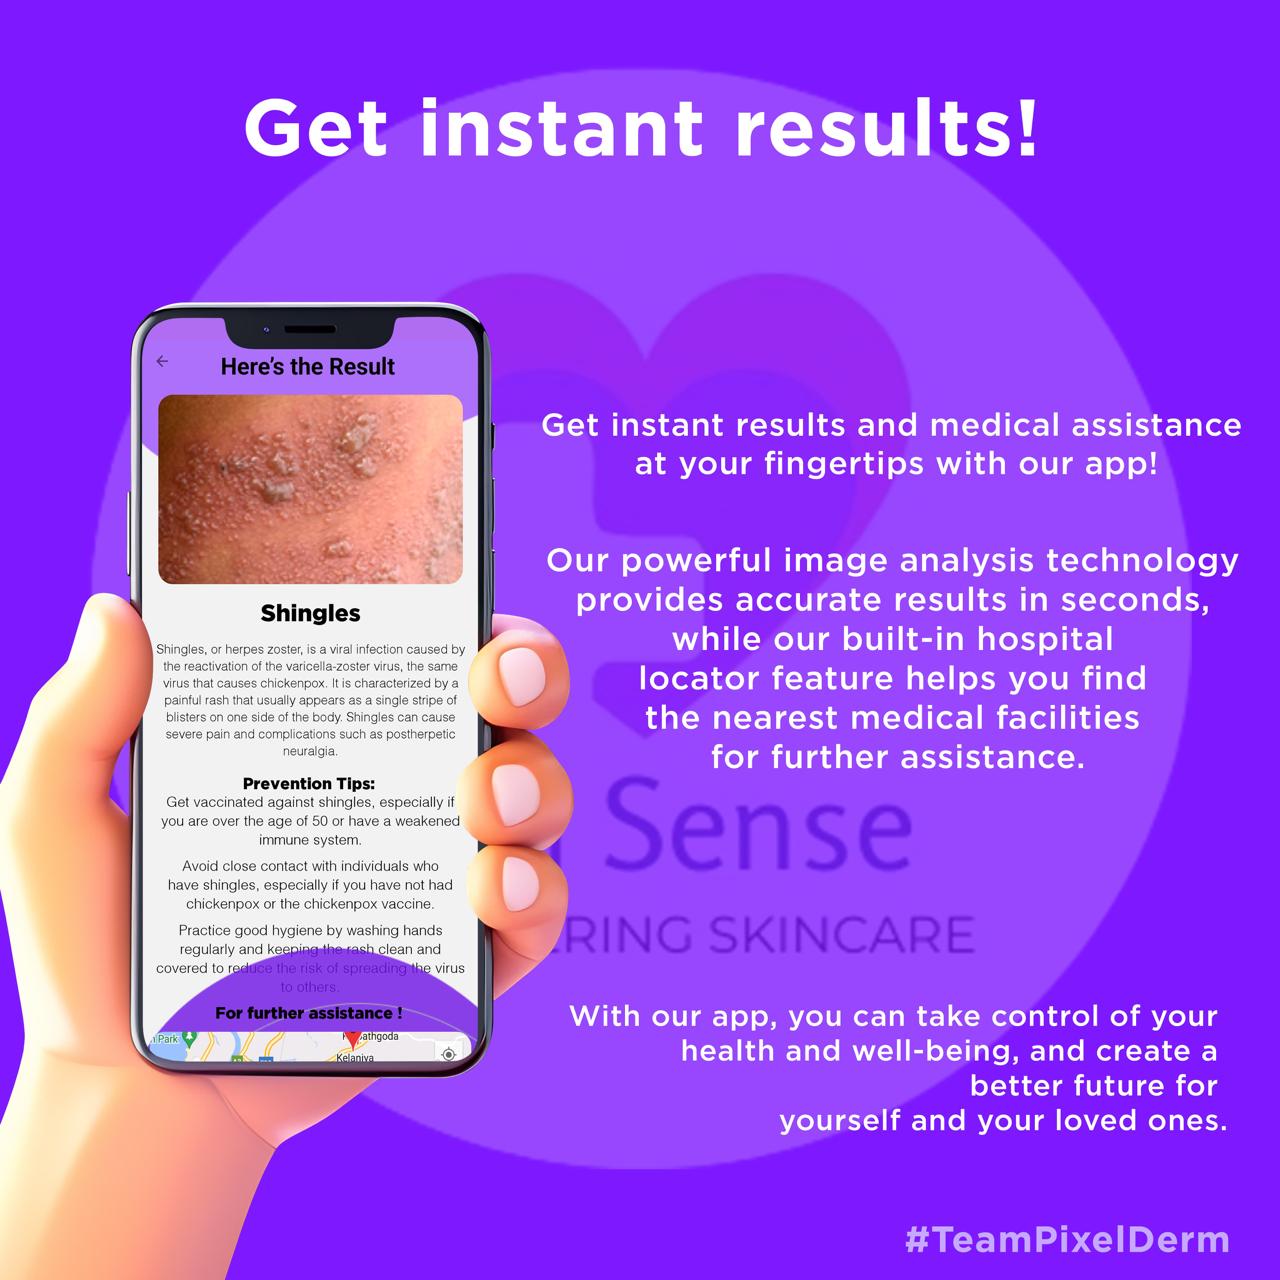 Get instant results!
Here's the Result
Shingles
Shingles, or herpes zoster, is a viral infection caused by
the reactivation of the varicella-zoster virus, the same
virus that causes chickenpox. It is characterized by a
painful rash that usually appears as a single stripe of
blisters on one side of the body. Shingles can cause
severe pain and complications such as postherpetic
neuralgia.
Prevention Tips:
Get vaccinated against shingles, especially if
you are over the age of 50 or have a weakened
immune system.
Avoid close contact with individuals who
have shingles, especially if you have not had
chickenpox or the chickenpox vaccine.
Practice good hygiene by washing hands
regularly and keeping the rash clean and
covered to reduce the risk of spreading the virus
to others.
For further assistance !
Park
Kelaniya
Get instant results and medical assistance
at your fingertips with our app!
Our powerful image analysis technology
provides accurate results in seconds,
while our built-in hospital
locator feature helps you find
the nearest medical facilities
for further assistance.
Sense
SKINCARE
With our app, you can take control of your
health and well-being, and create a
better future for
yourself and your loved ones.
#TeamPixelDerm